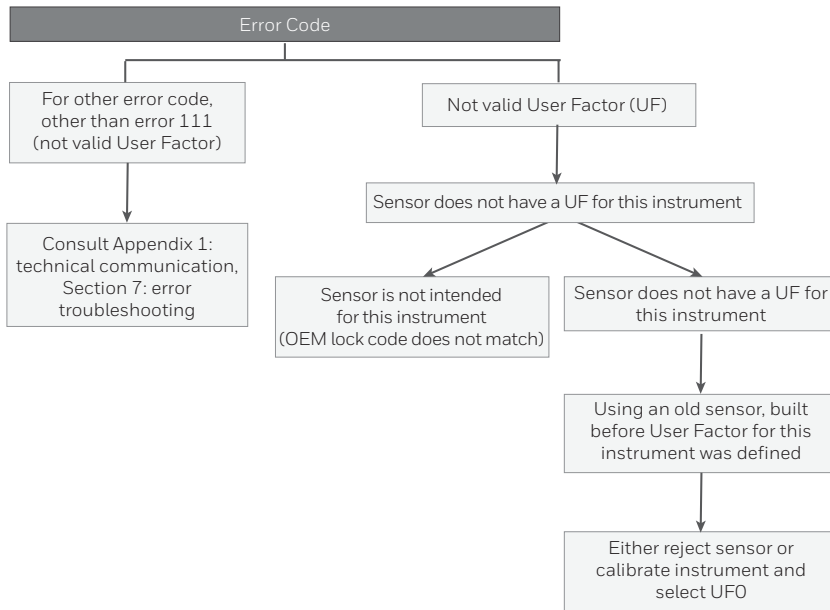 Error Code
For other error code,
other than error 111
(not valid User Factor)
Not valid User Factor (UF)
Sensor does not have a UF for this instrument
Consult Appendix 1:
technical communication,
Section 7: error
troubleshooting
Sensor is not intended
for this instrument
(OEM lock code does not match)
Sensor does not have a UF for
this instrument
Using an old sensor, built
before User Factor for this
instrument was defined
Either reject sensor or
calibrate instrument and
select UF0